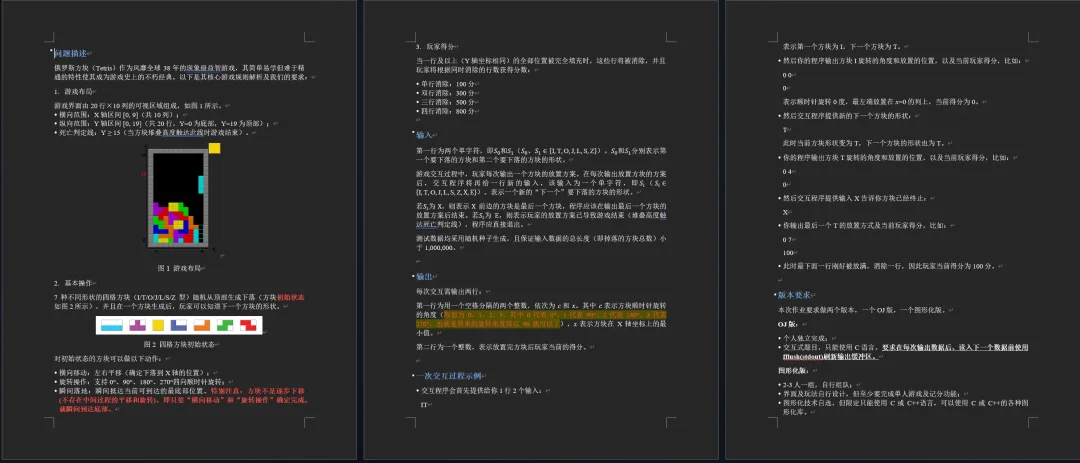 问题描述
俄罗斯方块（Tetris）作为风靡全球 38 年的现象级益智游戏，其简单易学但难于精
通的特性使其成为游戏史上的不朽经典。以下是其核心游戏规则解析及我们的要求：
1. 游戏布局
游戏界面由 20 行×10 列的可视区域组成，如图 1 所示。
• 横向范围：X 轴区间 [0, 9]（共 10 列）；
• 纵向范围：Y 轴区间 [0, 19]（共 20 行，Y=0 为底部，Y=19 为顶部）；
• 死亡判定线：Y ≥ 15（当方块堆叠高度触达此线时游戏结束）。
图 1 游戏布局
2. 基本操作
7 种不同形状的四格方块（I/T/O/J/L/S/Z 型）随机从顶部生成下落（方块初始状态
如图 2 所示），并且在一个方块生成后，玩家可以知道下一个方块的形状。
图 2 四格方块初始状态
对初始状态的方块可以做以下动作：
• 横向移动：左右平移（确定下落到 X 轴的位置）；
• 旋转操作：支持 0°、90°、180°、270°四向顺时针旋转；
• 瞬间落地：瞬间抵达当前可到达的最底部位置。特别注意：方块不是逐步下移
(不存在中间过程的平移和旋转)，即只要“横向移动”和“旋转操作”确定完成，
就瞬间到达底部。
3. 玩家得分
当一行及以上（Y 轴坐标相同）的全部位置被完全填充时，这些行将被消除，并且
玩家将根据同时消除的行数获得分数：
• 单行消除：100 分
• 双行消除：300 分
• 三行消除：500 分
• 四行消除：800 分
输入
第一行为两个单字符，即S0和S1（S0、S1 ∈ {I, T, O, J, L, S, Z}）。S0和S1分别表示第
一个要下落的方块和第二个要下落的方块的形状。
游戏交互过程中，玩家每次输出一个方块的放置方案。在每次输出放置方块的方案
后，交互程序将再给一行新的输入，该输入为一个单字符，即Si（Si ∈
{I, T, O, J, L, S, Z, X, E}），表示一个新的“下一个”要下落的方块的形状。
若Si为 X，则表示 X 前边的方块是最后一个方块，程序应该在输出最后一个方块的
放置方案后结束。若Si为 E，则表示玩家的放置方案已导致游戏结束（堆叠高度触
达死亡判定线），程序应直接退出。
测试数据均采用随机种子生成，且保证输入数据的总长度（即掉落的方块总数）小
于 1,000,000。
输出
每次交互需输出两行：
第一行为用一个空格分隔的两个整数，依次为 c 和 x。其中 c 表示方块顺时针旋转
的角度（取值为 0、1、2、3，其中 0 代表 0°，1 代表 90°，2 代表 180°，3 代表
270°，也就是原来的旋转角度除以 90 就可以了），x 表示方块在 X 轴坐标上的最
小值。
第二行为一个整数，表示放置完方块后玩家当前的得分。
一次交互过程示例
• 交互程序会首先提供给你 1 行 2 个输入：
IT
表示第一个方块为 I，下一个方块为 T。
• 然后你的程序输出方块 I 旋转的角度和放置的位置，以及当前玩家得分，比如：
0 0
0
表示顺时针旋转 0 度，最左端放置在 x=0 的列上，当前得分为 0。
• 然后交互程序提供新的下一个方块的形状：
T
此时当前方块形状变为 T，下一个方块的形状也为 T。
• 你的程序输出方块 T 旋转的角度和放置的位置，以及当前玩家得分，比如：
0 4
0
• 然后交互程序提供输入 X 告诉你方块已经终止：
X
• 你输出最后一个 T 的放置方式及当前玩家得分，比如：
0 7
100
• 此时最下面一行刚好被放满，消除一行，因此玩家当前得分为 100 分。
版本要求
本次作业要求做两个版本，一个 OJ 版，一个图形化版。
OJ 版：
• 个人独立完成；
• 交互式题目，只能使用 C 语言，要求在每次输出数据后、读入下一个数据前使用
fflush(stdout)刷新输出缓冲区。
图形化版：
• 2-3 人一组，自行组队；
• 界面及玩法自行设计，但至少要完成单人游戏及记分功能；
• 图形化技术自选，但限定只能使用 C 或 C++语言，可以使用 C 或 C++的各种图
形化库。